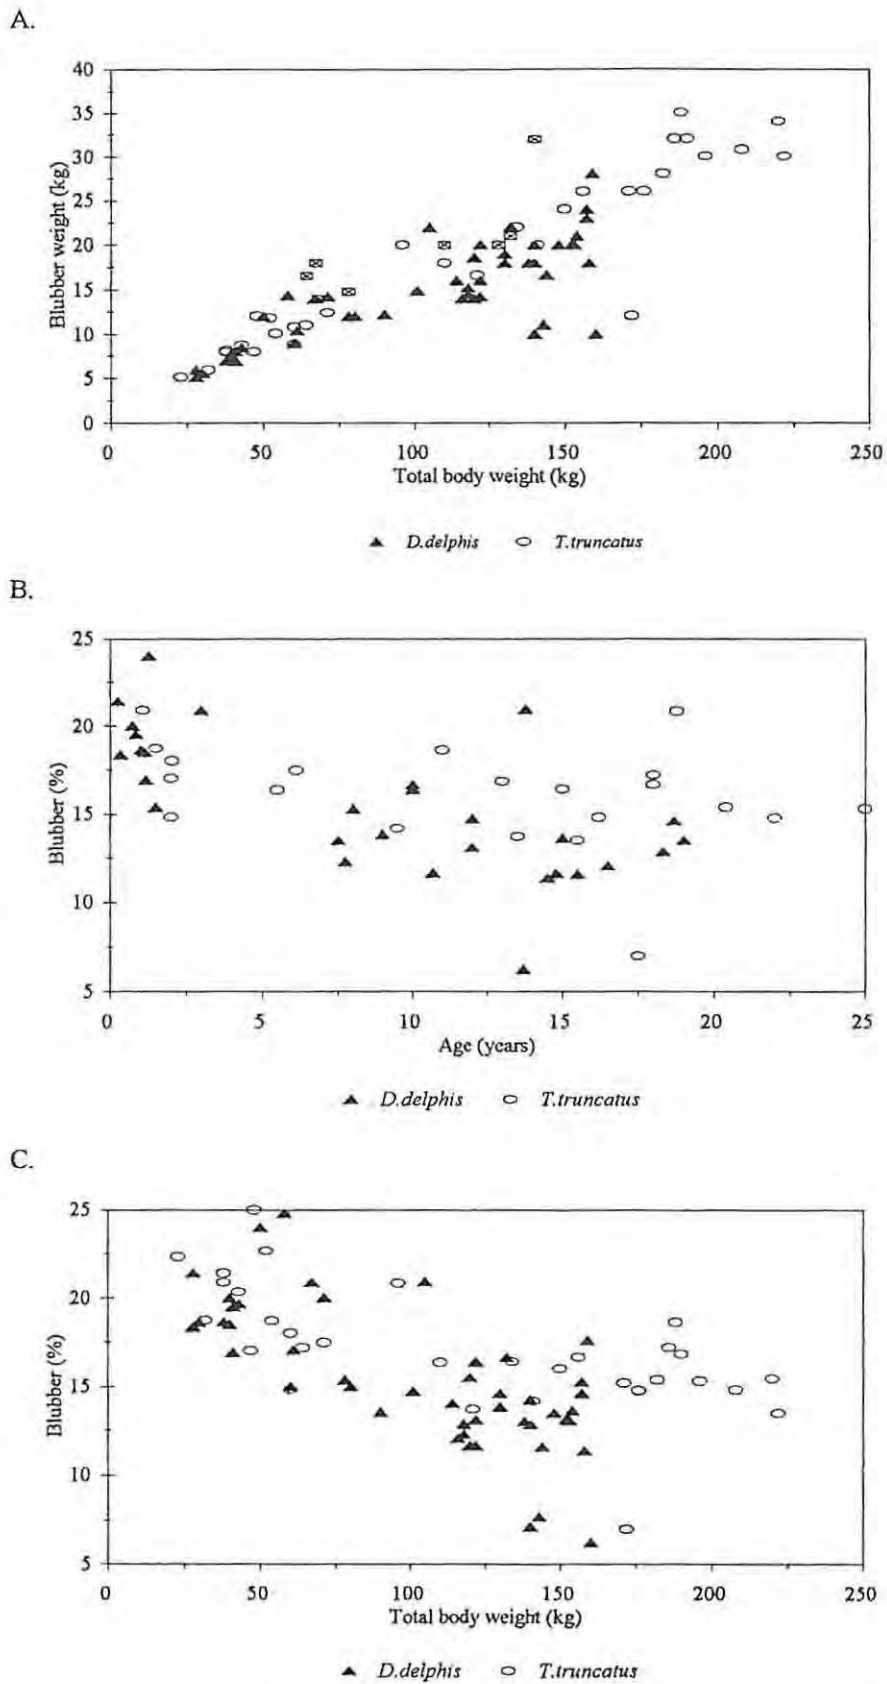 A.
40
35
30
25
20
15
10
5
0
Blubber weight (kg)
0 50 100 150 200 250
Total body weight (kg)
D.delphis T.truncatus
B.
25
20
15
10
5
Blubber (%)
0 5 10 15 20 25
Age (years)
D.delphis T.truncatus
C.
25
20
15
10
5
Blubber (%)
0 50 100 150 200 250
Total body weight (kg)
D.delphis T.truncatus